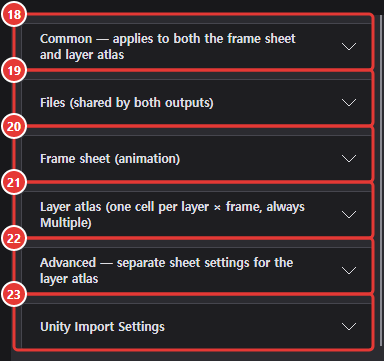 18
Common — applies to both the frame sheet
and layer atlas
19
Files (shared by both outputs)
20
Frame sheet (animation)
21
Layer atlas (one cell per layer × frame, always
Multiple)
22
Advanced — separate sheet settings for the
layer atlas
23
Unity Import Settings